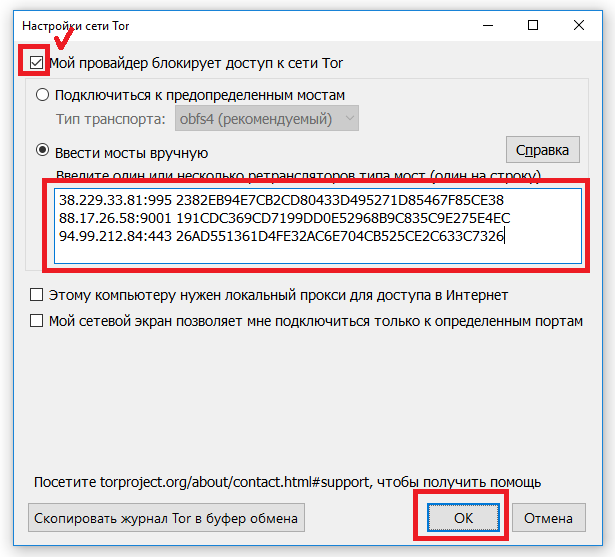 Настройки сети Tor
Мой провайдер блокирует доступ к сети Tor
Подключиться к предопределенным мостам
Тип транспорта: obfs4 (рекомендуемый)
Ввести мосты вручную
Справка
Введите один или несколько ретрансляторов типа мост (один на строку)
38.229.33.81:995 2382EB94E7CB2CD80433D495271D85467F85CE38
88.17.26.58:9001 191CDC369CD7199DD0E52968B9C835C9E275E4EC
94.99.212.84:443 26AD551361D4FE32AC6E704CB525CE2C633C7326
Этому компьютеру нужен локальный прокси для доступа в Интернет
Мой сетевой экран позволяет мне подключиться только к определенным портам
Посетите torproject.org/about/contact.html#support, чтобы получить помощь
Скопировать журнал Tor в буфер обмена
OK
Отмена